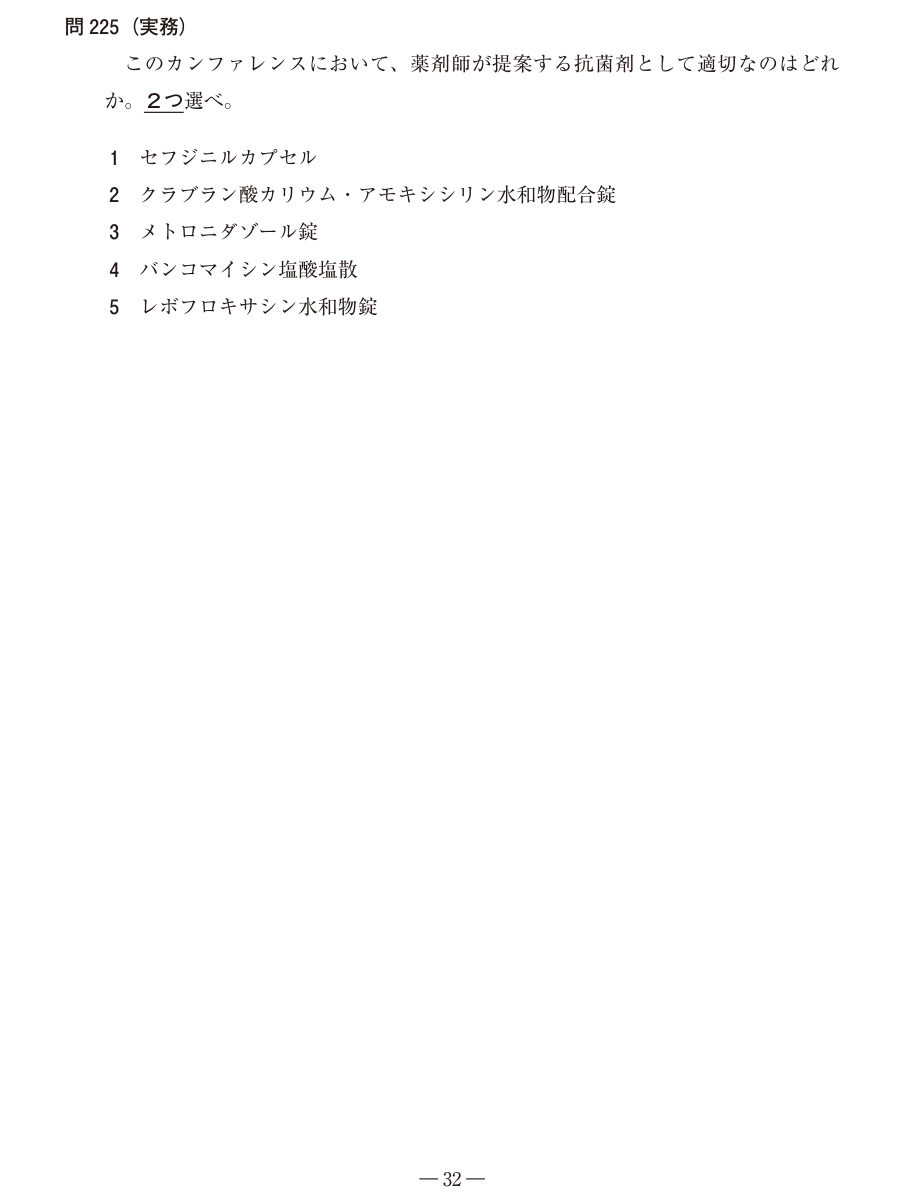 問 225（実務）
このカンファレンスにおいて、薬剤師が提案する抗菌剤として適切なのはどれ
か。２つ選べ。
1 セフジニルカプセル
2 クラブラン酸カリウム・アモキシシリン水和物配合錠
3 メトロニダゾール錠
4 バンコマイシン塩酸塩散
5 レボフロキサシン水和物錠
― 32 ―